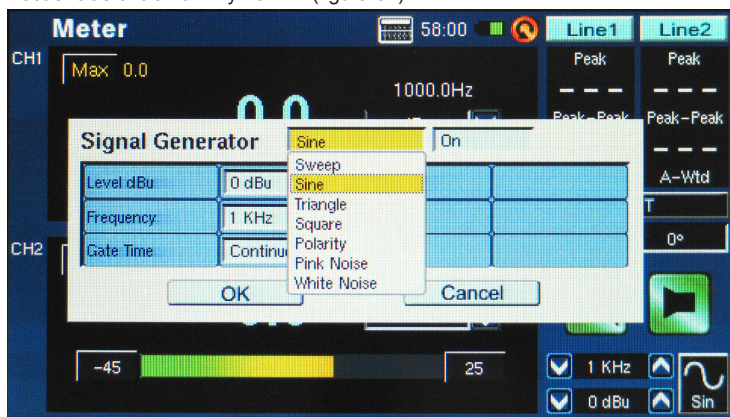 Meter
58:00
Line1
Line2
CH1
Max 0.0
1000.0Hz
Peak
Peak
– – –
– – –
Peak-Peak
Peak-Peak
– – –
A-Wtd
0°
Signal Generator
Sine
On
Sweep
Sine
Triangle
Square
Polarity
Pink Noise
White Noise
Level dBu
0 dBu
Frequency
1 KHz
Gate Time
OK
Cancel
CH2
-45
25
1 KHz
0 dBu
Sin